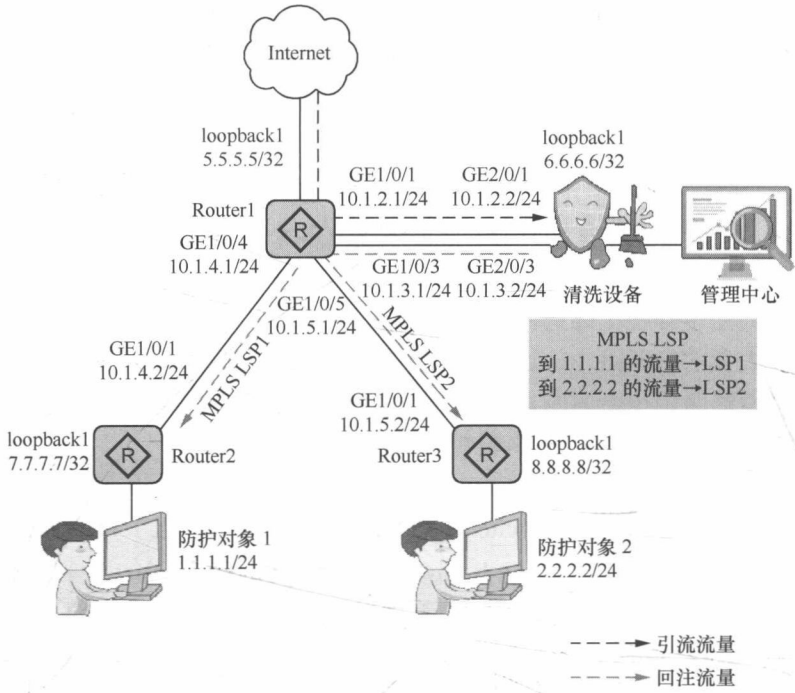 Internet
loopback1
5.5.5.5/32
loopback1
6.6.6.6/32
GE1/0/1
10.1.2.1/24
GE2/0/1
10.1.2.2/24
Router1
R
GE1/0/4
10.1.4.1/24
GE1/0/3
10.1.3.1/24
GE2/0/3
10.1.3.2/24
清洗设备
管理中心
GE1/0/5
10.1.5.1/24
MPLS LSP1
MPLS LSP2
MPLS LSP
到 1.1.1.1 的流量→LSP1
到 2.2.2.2 的流量→LSP2
GE1/0/1
10.1.4.2/24
GE1/0/1
10.1.5.2/24
loopback1
7.7.7.7/32
R
Router2
Router3
R
loopback1
8.8.8.8/32
防护对象 1
1.1.1.1/24
防护对象 2
2.2.2.2/24
引流流量
回注流量